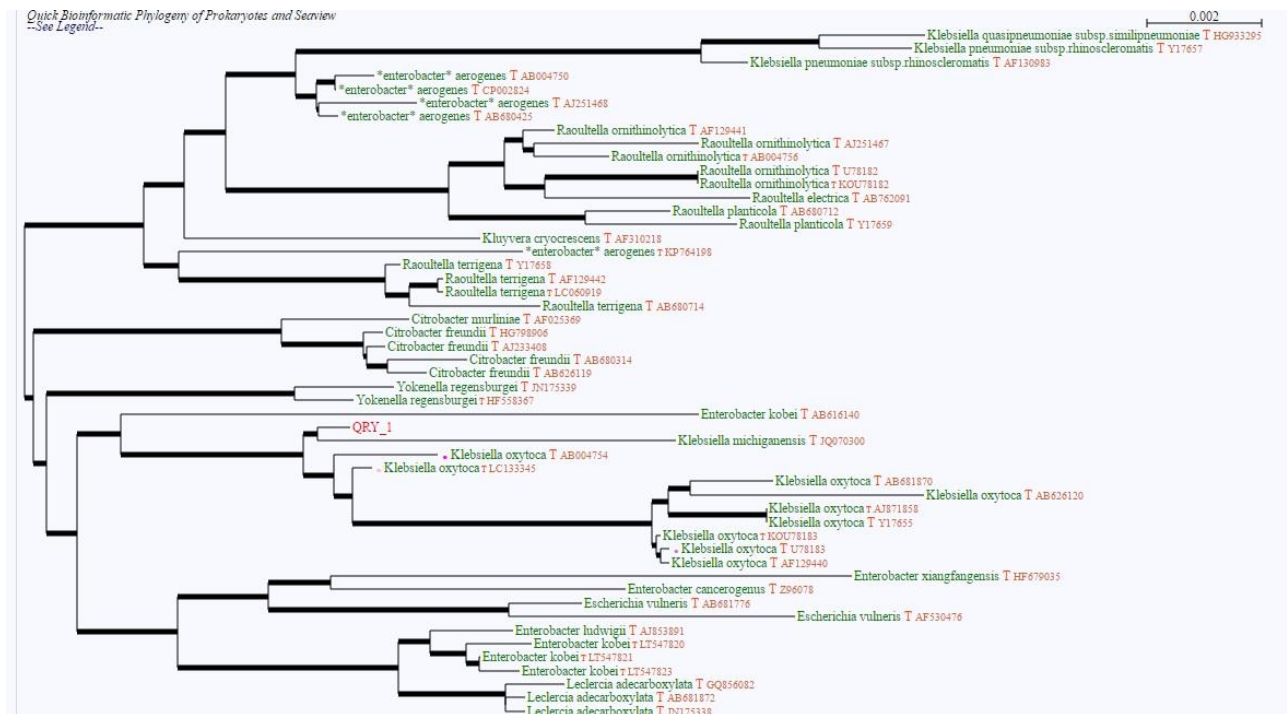 Quick Bioinformatic Phylogeny of Prokaryotes and Seaview
--See Legend--
0.002
Klebsiella quasipneumoniae subsp.similipneumoniae T HG933295
Klebsiella pneumoniae subsp.rhinoscleromatis T Y17657
Klebsiella pneumoniae subsp.rhinoscleromatis T AF130983
*enterobacter* aerogenes T AB004750
*enterobacter* aerogenes T CP002824
*enterobacter* aerogenes T AJ251468
*enterobacter* aerogenes T AB680425
Raoultella ornithinolytica T AF129441
Raoultella ornithinolytica T AJ251467
Raoultella ornithinolytica T AB004756
Raoultella ornithinolytica T U78182
Raoultella ornithinolytica T KOU78182
Raoultella electrica T AB762091
Raoultella planticola T AB680712
Raoultella planticola T Y17659
Kluyvera cryocrescens T AF310218
*enterobacter* aerogenes T KP764198
Raoultella terrigena T Y17658
Raoultella terrigena T AF129442
Raoultella terrigena T LC060919
Raoultella terrigena T AB680714
Citrobacter murliniae T AF025369
Citrobacter freundii T HG798906
Citrobacter freundii T AJ233408
Citrobacter freundii T AB680314
Citrobacter freundii T AB626119
Yokenella regensburgei T JN175339
Yokenella regensburgei T HF558367
Enterobacter kobei T AB616140
QRY_1
Klebsiella michiganensis T JQ070300
Klebsiella oxytoca T AB004754
Klebsiella oxytoca T LC133345
Klebsiella oxytoca T AB681870
Klebsiella oxytoca T AB626120
Klebsiella oxytoca T AJ871858
Klebsiella oxytoca T Y17655
Klebsiella oxytoca T KOU78183
Klebsiella oxytoca T U78183
Klebsiella oxytoca T AF129440
Enterobacter xiangfangensis T HF679035
Enterobacter cancerogenus T Z96078
Escherichia vulneris T AB681776
Escherichia vulneris T AF530476
Enterobacter ludwigii T AJ853891
Enterobacter kobei T LT547820
Enterobacter kobei T LT547821
Enterobacter kobei T LT547823
Leclercia adecarboxylata T GQ856082
Leclercia adecarboxylata T AB681872
Leclercia adecarboxylata T JN175338